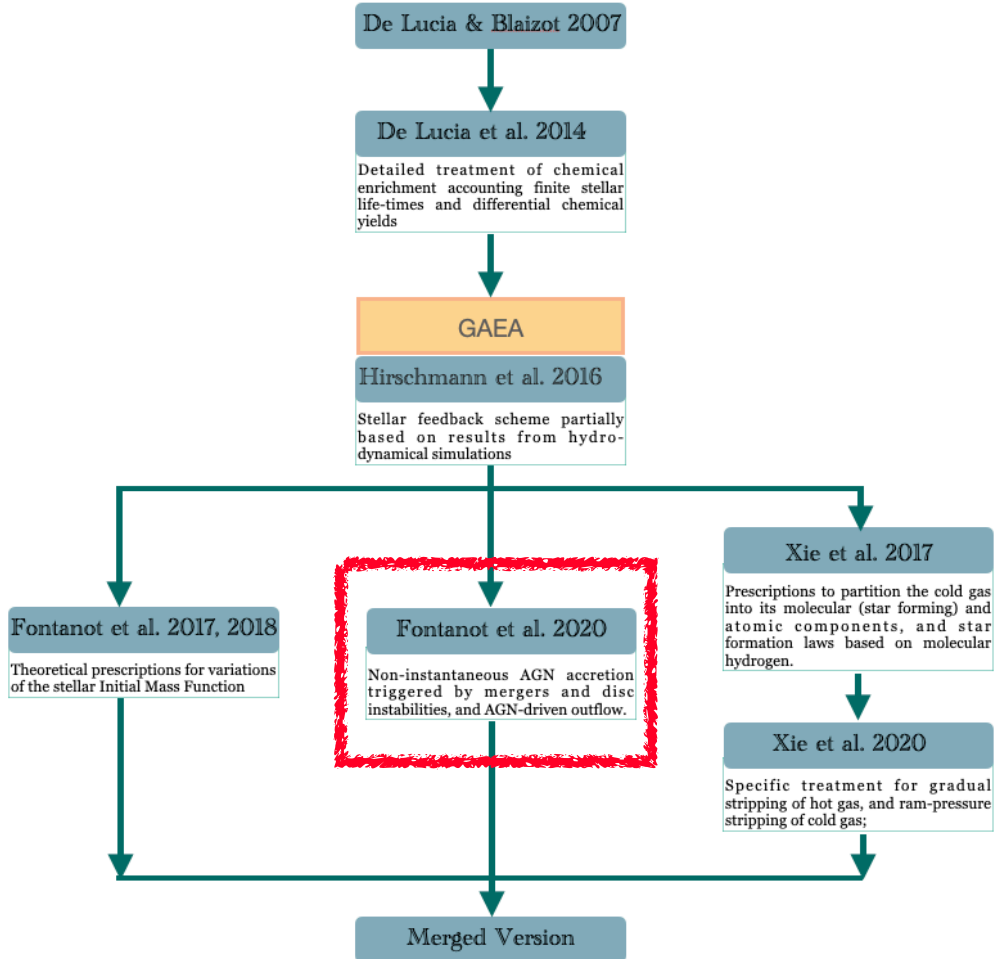 De Lucia & Blaizot 2007
De Lucia et al. 2014
Detailed treatment of chemical
enrichment accounting finite stellar
life-times and differential chemical
yields
GAEA
Hirschmann et al. 2016
Stellar feedback scheme partially
based on results from hydro-
dynamical simulations
Fontanot et al. 2017, 2018
Theoretical prescriptions for variations
of the stellar Initial Mass Function
Fontanot et al. 2020
Non-instantaneous AGN accretion
triggered by mergers and disc
instabilities, and AGN-driven outflow.
Xie et al. 2017
Prescriptions to partition the cold gas
into its molecular (star forming) and
atomic components, and star
formation laws based on molecular
hydrogen.
Xie et al. 2020
Specific treatment for gradual
stripping of hot gas, and ram-pressure
stripping of cold gas;
Merged Version